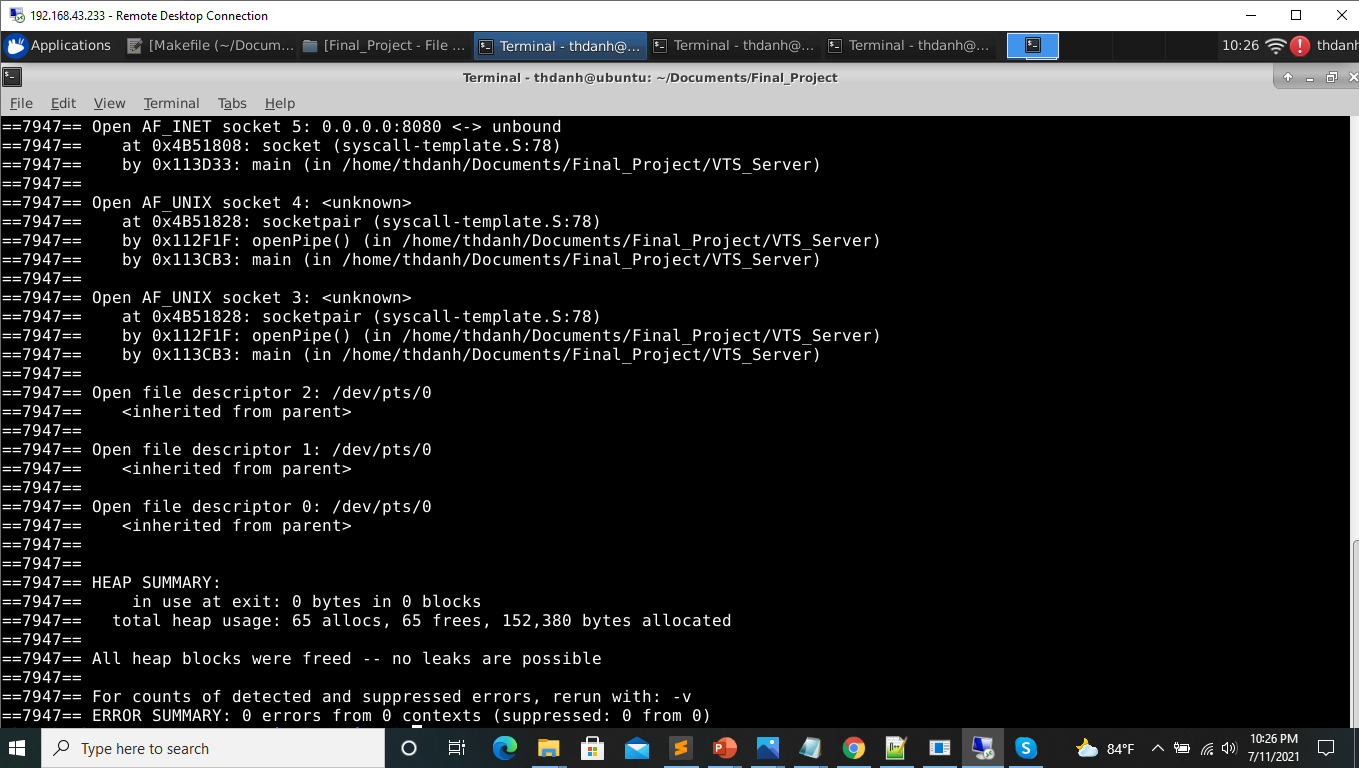 192.168.43.233 - Remote Desktop Connection
Applications [Makefile (~/Docum... [Final_Project - File ... Terminal - thdanh@... Terminal - thdanh@... Terminal - thdanh@... 10:26 thdanh
Terminal - thdanh@ubuntu: ~/Documents/Final_Project
File Edit View Terminal Tabs Help
==7947== Open AF_INET socket 5: 0.0.0.0:8080 <-> unbound
==7947==    at 0x4B51808: socket (syscall-template.S:78)
==7947==    by 0x113D33: main (in /home/thdanh/Documents/Final_Project/VTS_Server)
==7947==
==7947== Open AF_UNIX socket 4: <unknown>
==7947==    at 0x4B51828: socketpair (syscall-template.S:78)
==7947==    by 0x112F1F: openPipe() (in /home/thdanh/Documents/Final_Project/VTS_Server)
==7947==    by 0x113CB3: main (in /home/thdanh/Documents/Final_Project/VTS_Server)
==7947==
==7947== Open AF_UNIX socket 3: <unknown>
==7947==    at 0x4B51828: socketpair (syscall-template.S:78)
==7947==    by 0x112F1F: openPipe() (in /home/thdanh/Documents/Final_Project/VTS_Server)
==7947==    by 0x113CB3: main (in /home/thdanh/Documents/Final_Project/VTS_Server)
==7947==
==7947== Open file descriptor 2: /dev/pts/0
==7947==    <inherited from parent>
==7947==
==7947== Open file descriptor 1: /dev/pts/0
==7947==    <inherited from parent>
==7947==
==7947== Open file descriptor 0: /dev/pts/0
==7947==    <inherited from parent>
==7947==
==7947==
==7947== HEAP SUMMARY:
==7947==     in use at exit: 0 bytes in 0 blocks
==7947==   total heap usage: 65 allocs, 65 frees, 152,380 bytes allocated
==7947==
==7947== All heap blocks were freed -- no leaks are possible
==7947==
==7947== For counts of detected and suppressed errors, rerun with: -v
==7947== ERROR SUMMARY: 0 errors from 0 contexts (suppressed: 0 from 0)
Type here to search 84°F 10:26 PM
7/11/2021